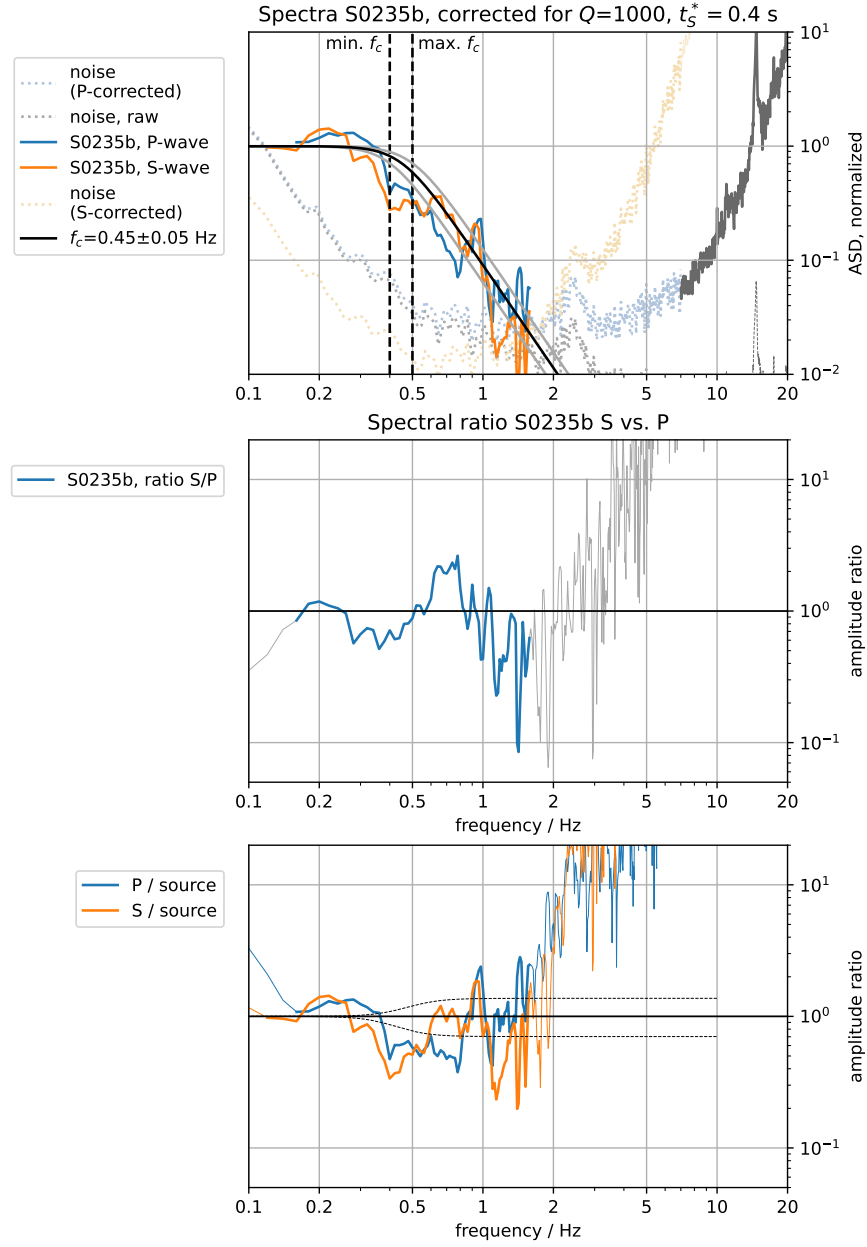 Spectra S0235b, corrected for Q=1000, t*S = 0.4 s
min. fc
max. fc
noise
(P-corrected)
noise, raw
S0235b, P-wave
S0235b, S-wave
noise
(S-corrected)
fc=0.45±0.05 Hz
10¹
10⁰
10⁻¹
10⁻²
ASD, normalized
0.1 0.2 0.5 1 2 5 10 20
Spectral ratio S0235b S vs. P
S0235b, ratio S/P
10¹
10⁰
10⁻¹
amplitude ratio
0.1 0.2 0.5 1 2 5 10 20
frequency / Hz
P / source
S / source
10¹
10⁰
10⁻¹
amplitude ratio
0.1 0.2 0.5 1 2 5 10 20
frequency / Hz